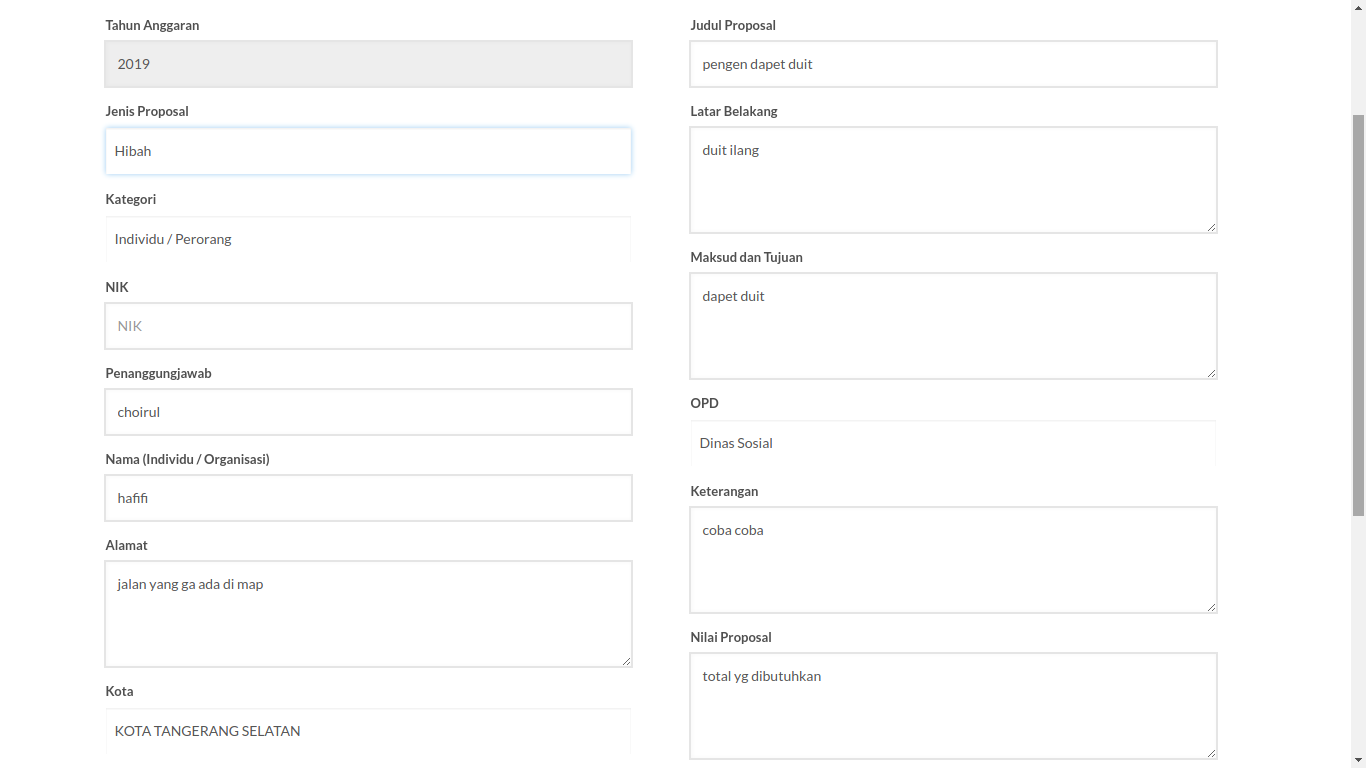 Tahun Anggaran
2019
Jenis Proposal
Hibah
Kategori
Individu / Perorang
NIK
NIK
Penanggungjawab
choirul
Nama (Individu / Organisasi)
hafifi
Alamat
jalan yang ga ada di map
Kota
KOTA TANGERANG SELATAN
Judul Proposal
pengen dapet duit
Latar Belakang
duit ilang
Maksud dan Tujuan
dapet duit
OPD
Dinas Sosial
Keterangan
coba coba
Nilai Proposal
total yg dibutuhkan